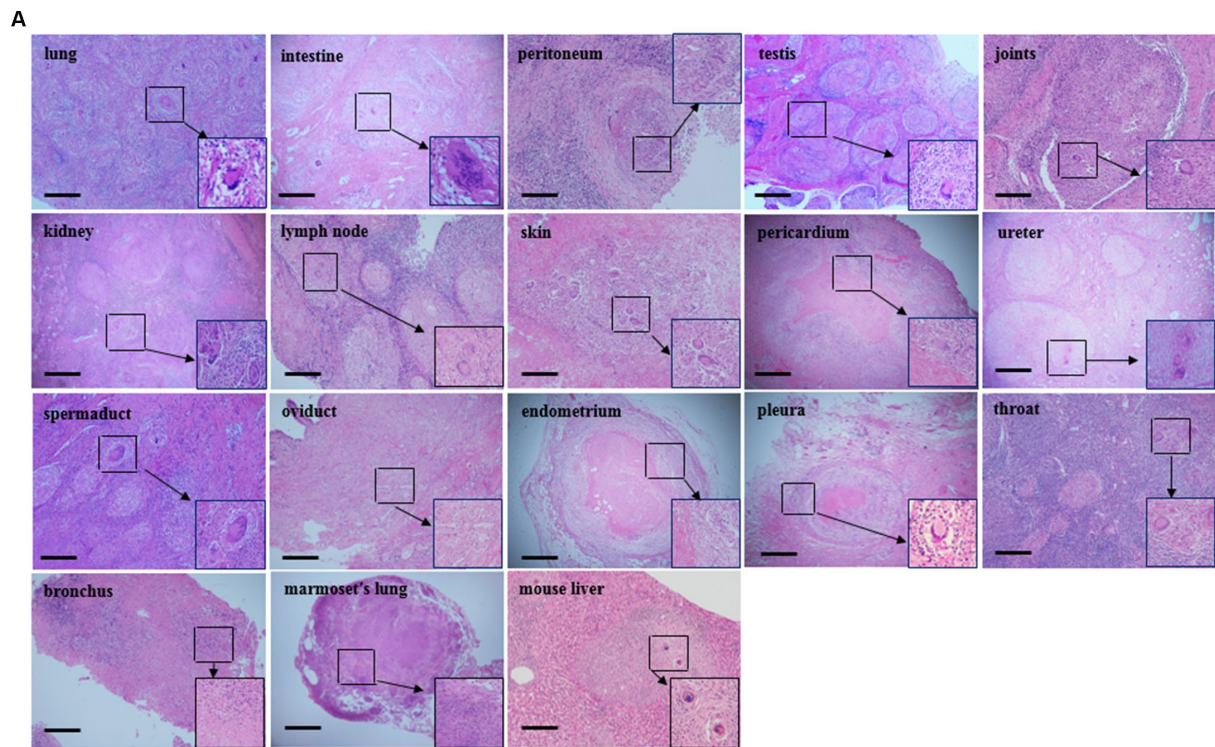 A
lung
intestine
peritoneum
testis
joints
kidney
lymph node
skin
pericardium
ureter
spermaduct
oviduct
endometrium
pleura
throat
bronchus
marmoset's lung
mouse liver